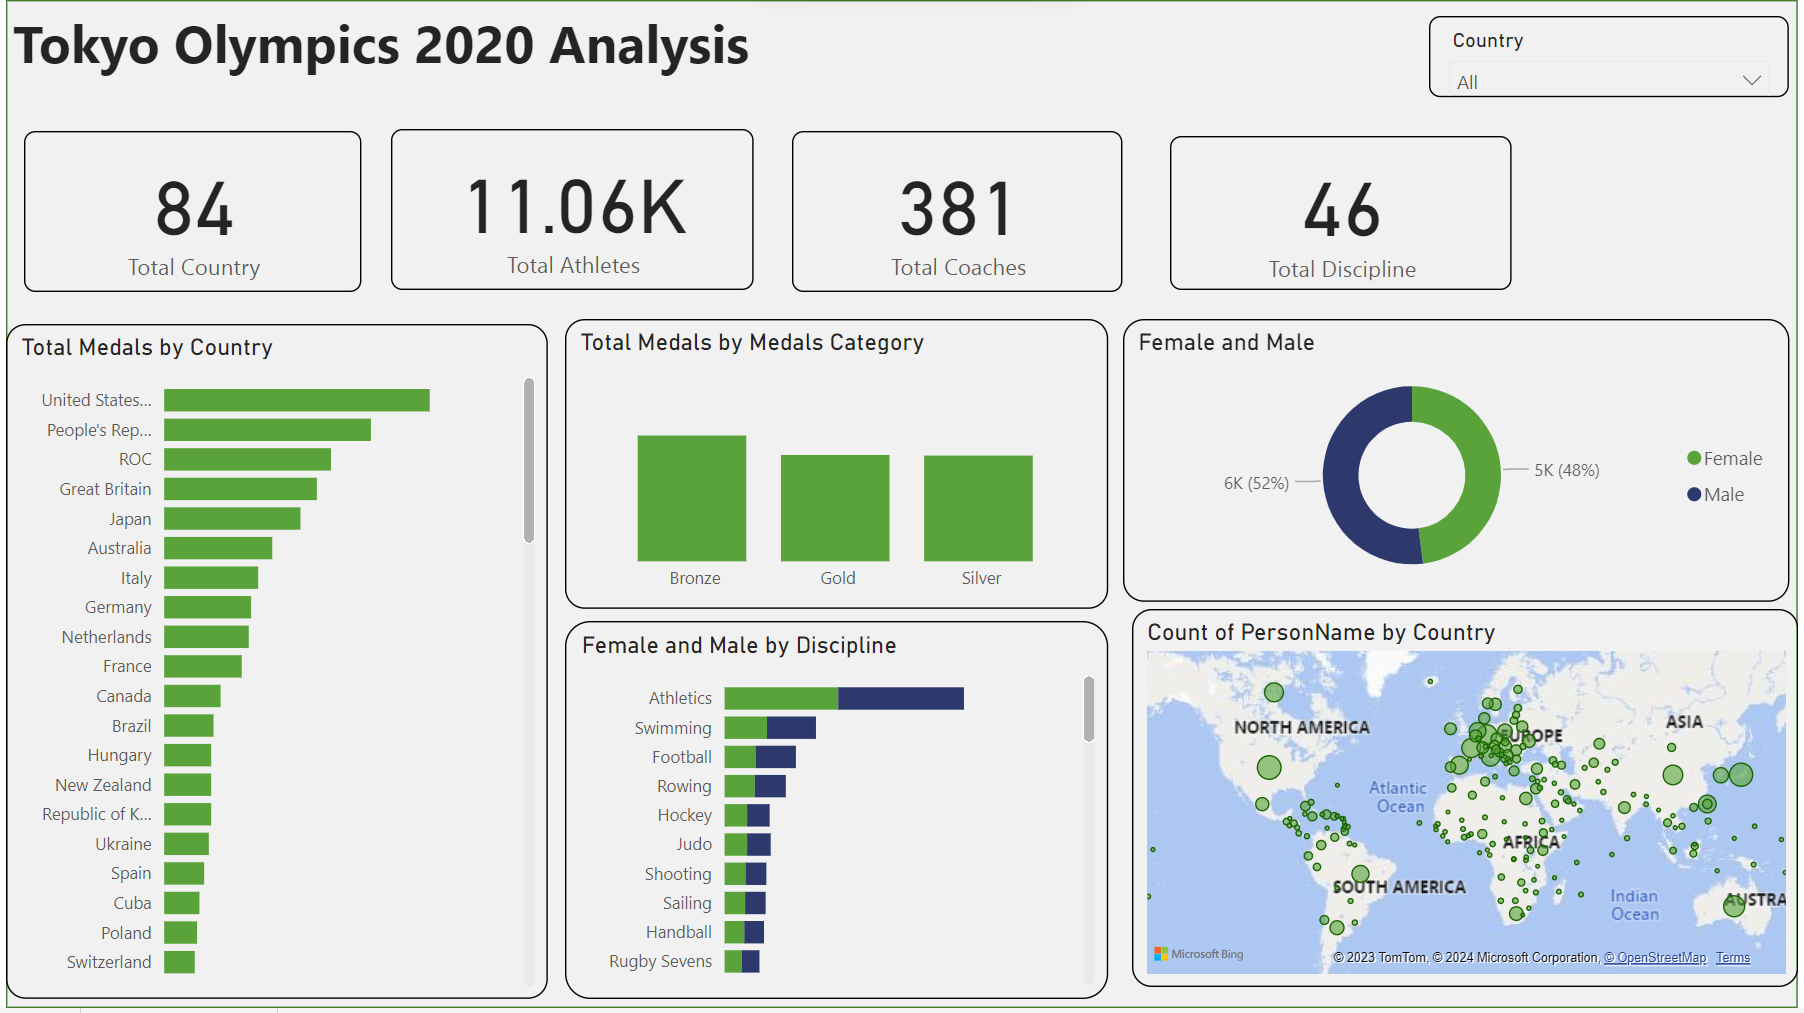 Tokyo Olympics 2020 Analysis
Country
All
84
Total Country
11.06K
Total Athletes
381
Total Coaches
46
Total Discipline
Total Medals by Country
United States...
People's Rep...
ROC
Great Britain
Japan
Australia
Italy
Germany
Netherlands
France
Canada
Brazil
Hungary
New Zealand
Republic of K...
Ukraine
Spain
Cuba
Poland
Switzerland
Total Medals by Medals Category
Bronze
Gold
Silver
Female and Male by Discipline
Athletics
Swimming
Football
Rowing
Hockey
Judo
Shooting
Sailing
Handball
Rugby Sevens
Female and Male
6K (52%)
5K (48%)
Female
Male
Count of PersonName by Country
NORTH AMERICA
EUROPE
ASIA
Atlantic
Ocean
AFRICA
SOUTH AMERICA
Indian
Ocean
AUSTRA
Microsoft Bing
© 2023 TomTom, © 2024 Microsoft Corporation, © OpenStreetMap Terms